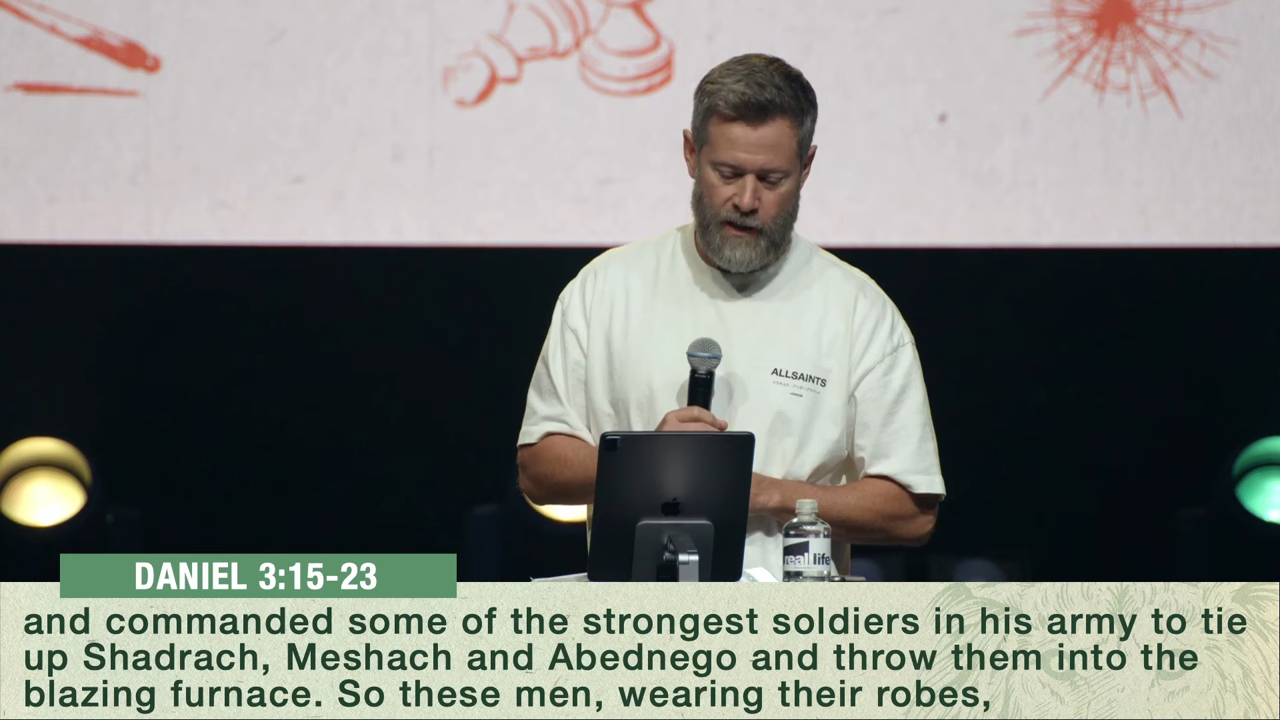 ALLSAINTS
LONDON
real life
DANIEL 3:15-23
and commanded some of the strongest soldiers in his army to tie
up Shadrach, Meshach and Abednego and throw them into the
blazing furnace. So these men, wearing their robes,